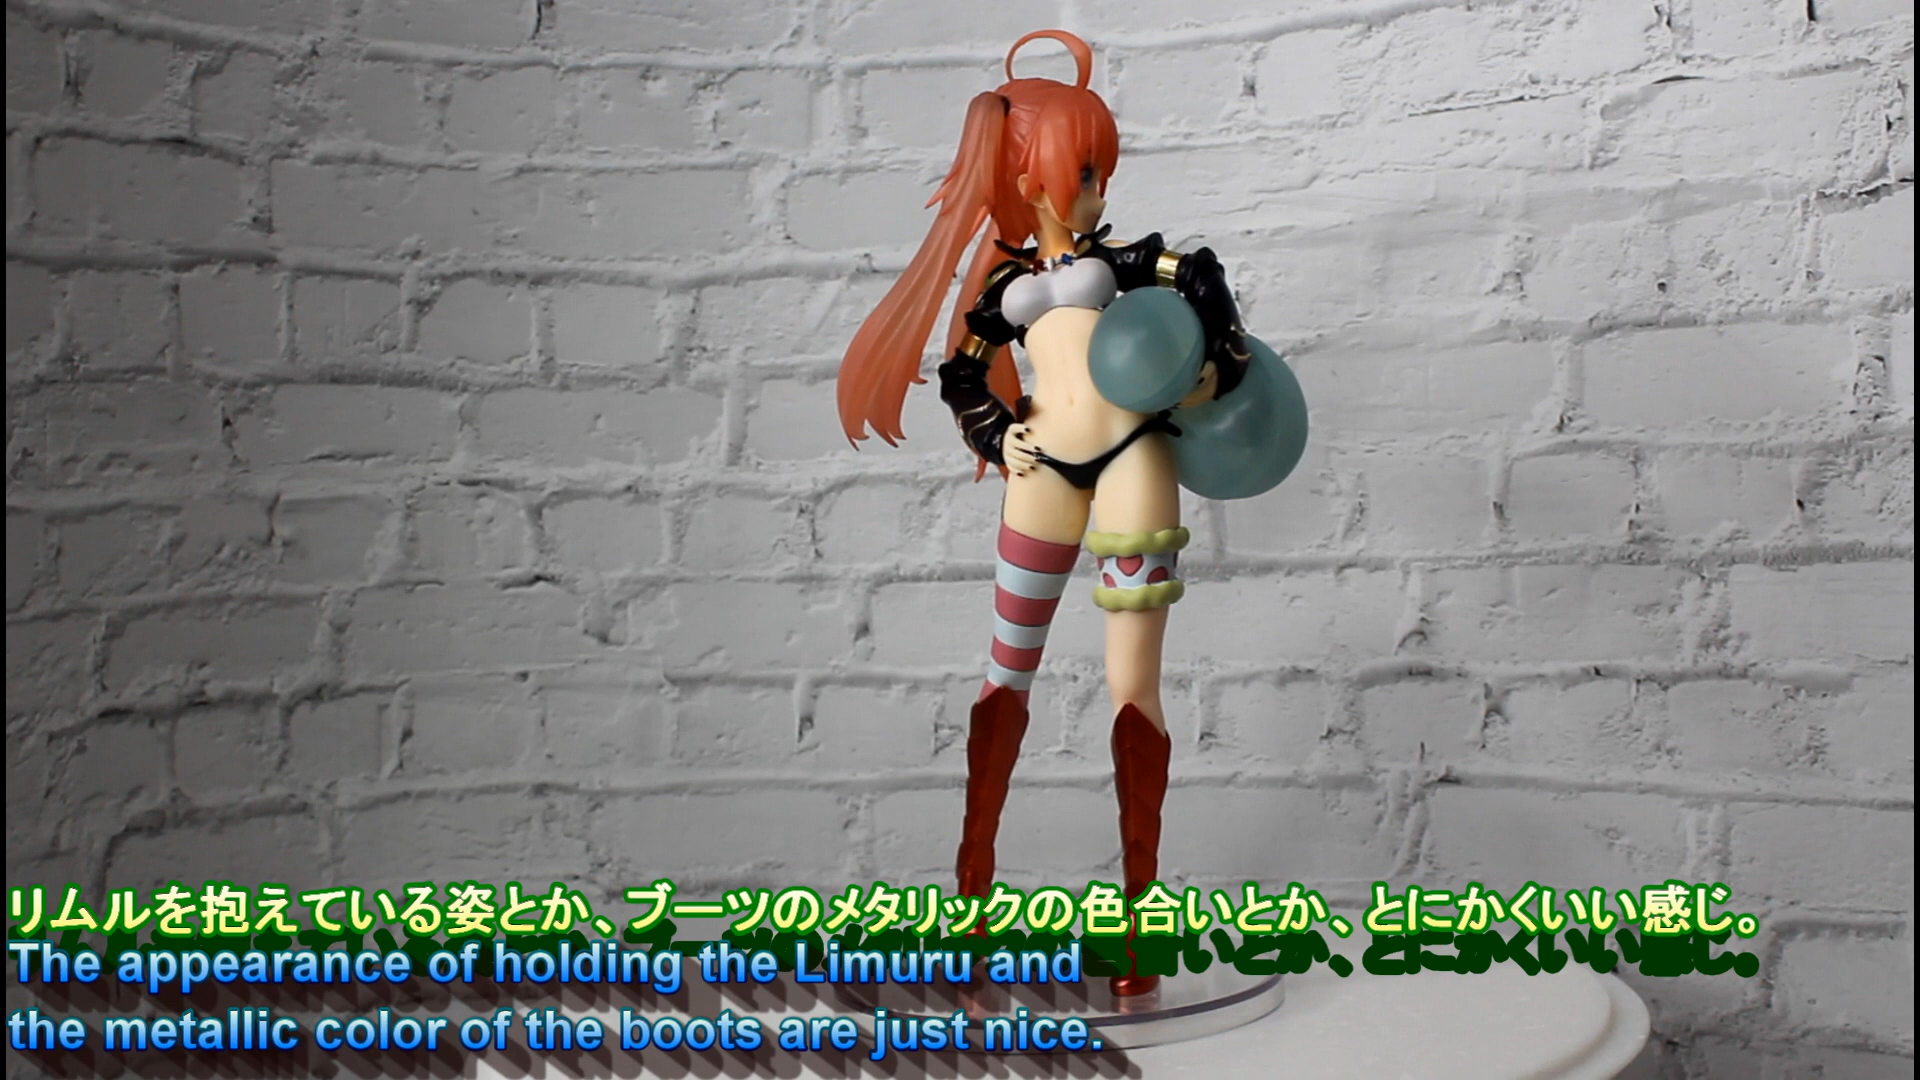 リムルを抱えている姿とか、ブーツのメタリックの色合いとか、とにかくいい感じ。
The appearance of holding the Limuru and
the metallic color of the boots are just nice.